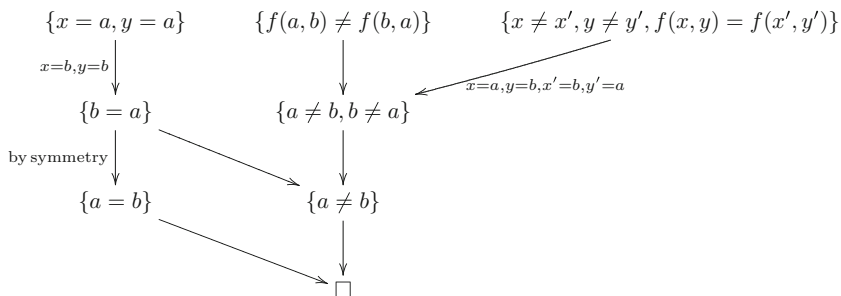 {x = a, y = a} {f(a, b) ≠ f(b, a)} {x ≠ x′, y ≠ y′, f(x, y) = f(x′, y′)}
x=b,y=b
x=a,y=b,x′=b,y′=a
{b = a} {a ≠ b, b ≠ a}
by symmetry
{a = b} {a ≠ b}
□